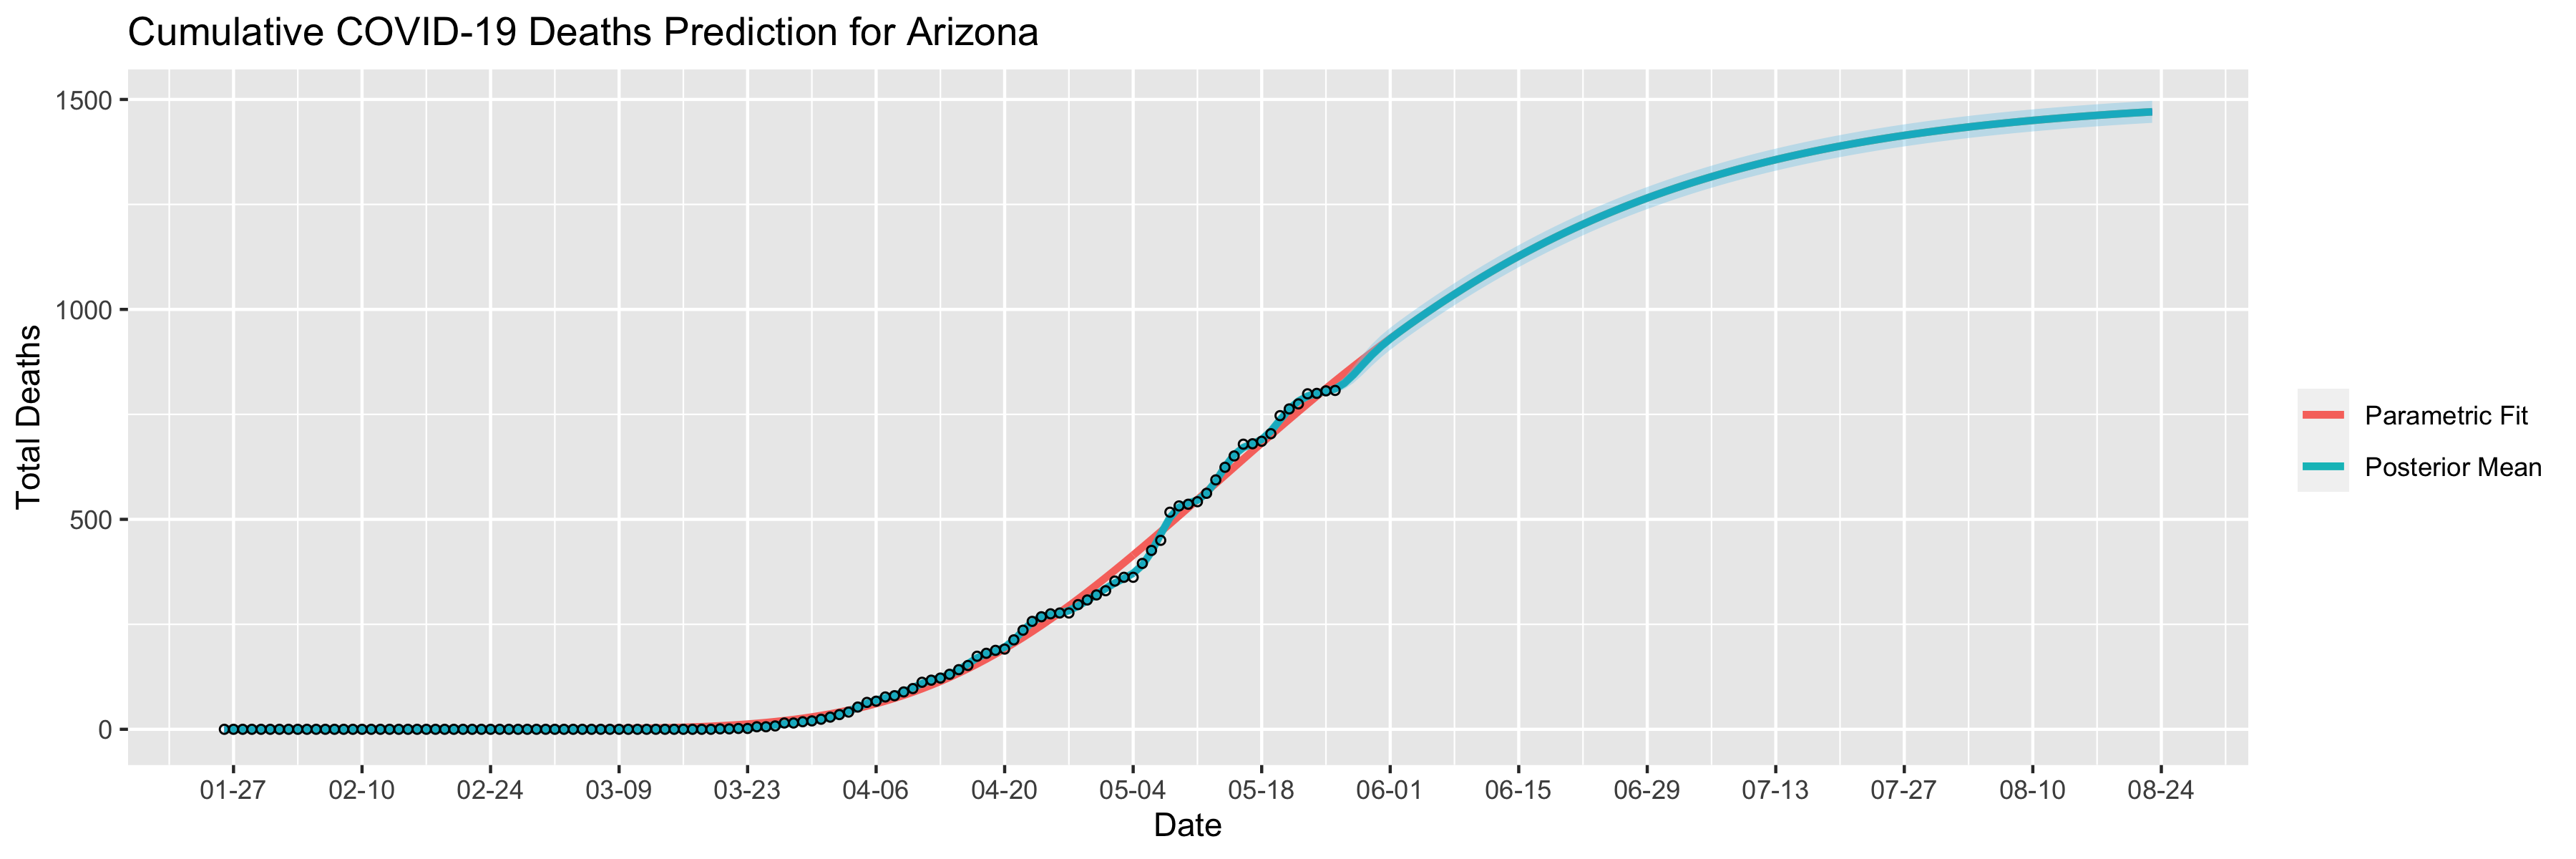 Cumulative COVID-19 Deaths Prediction for Arizona
1500
1000
500
0
Total Deaths
01-27 02-10 02-24 03-09 03-23 04-06 04-20 05-04 05-18 06-01 06-15 06-29 07-13 07-27 08-10 08-24
Date
Parametric Fit
Posterior Mean